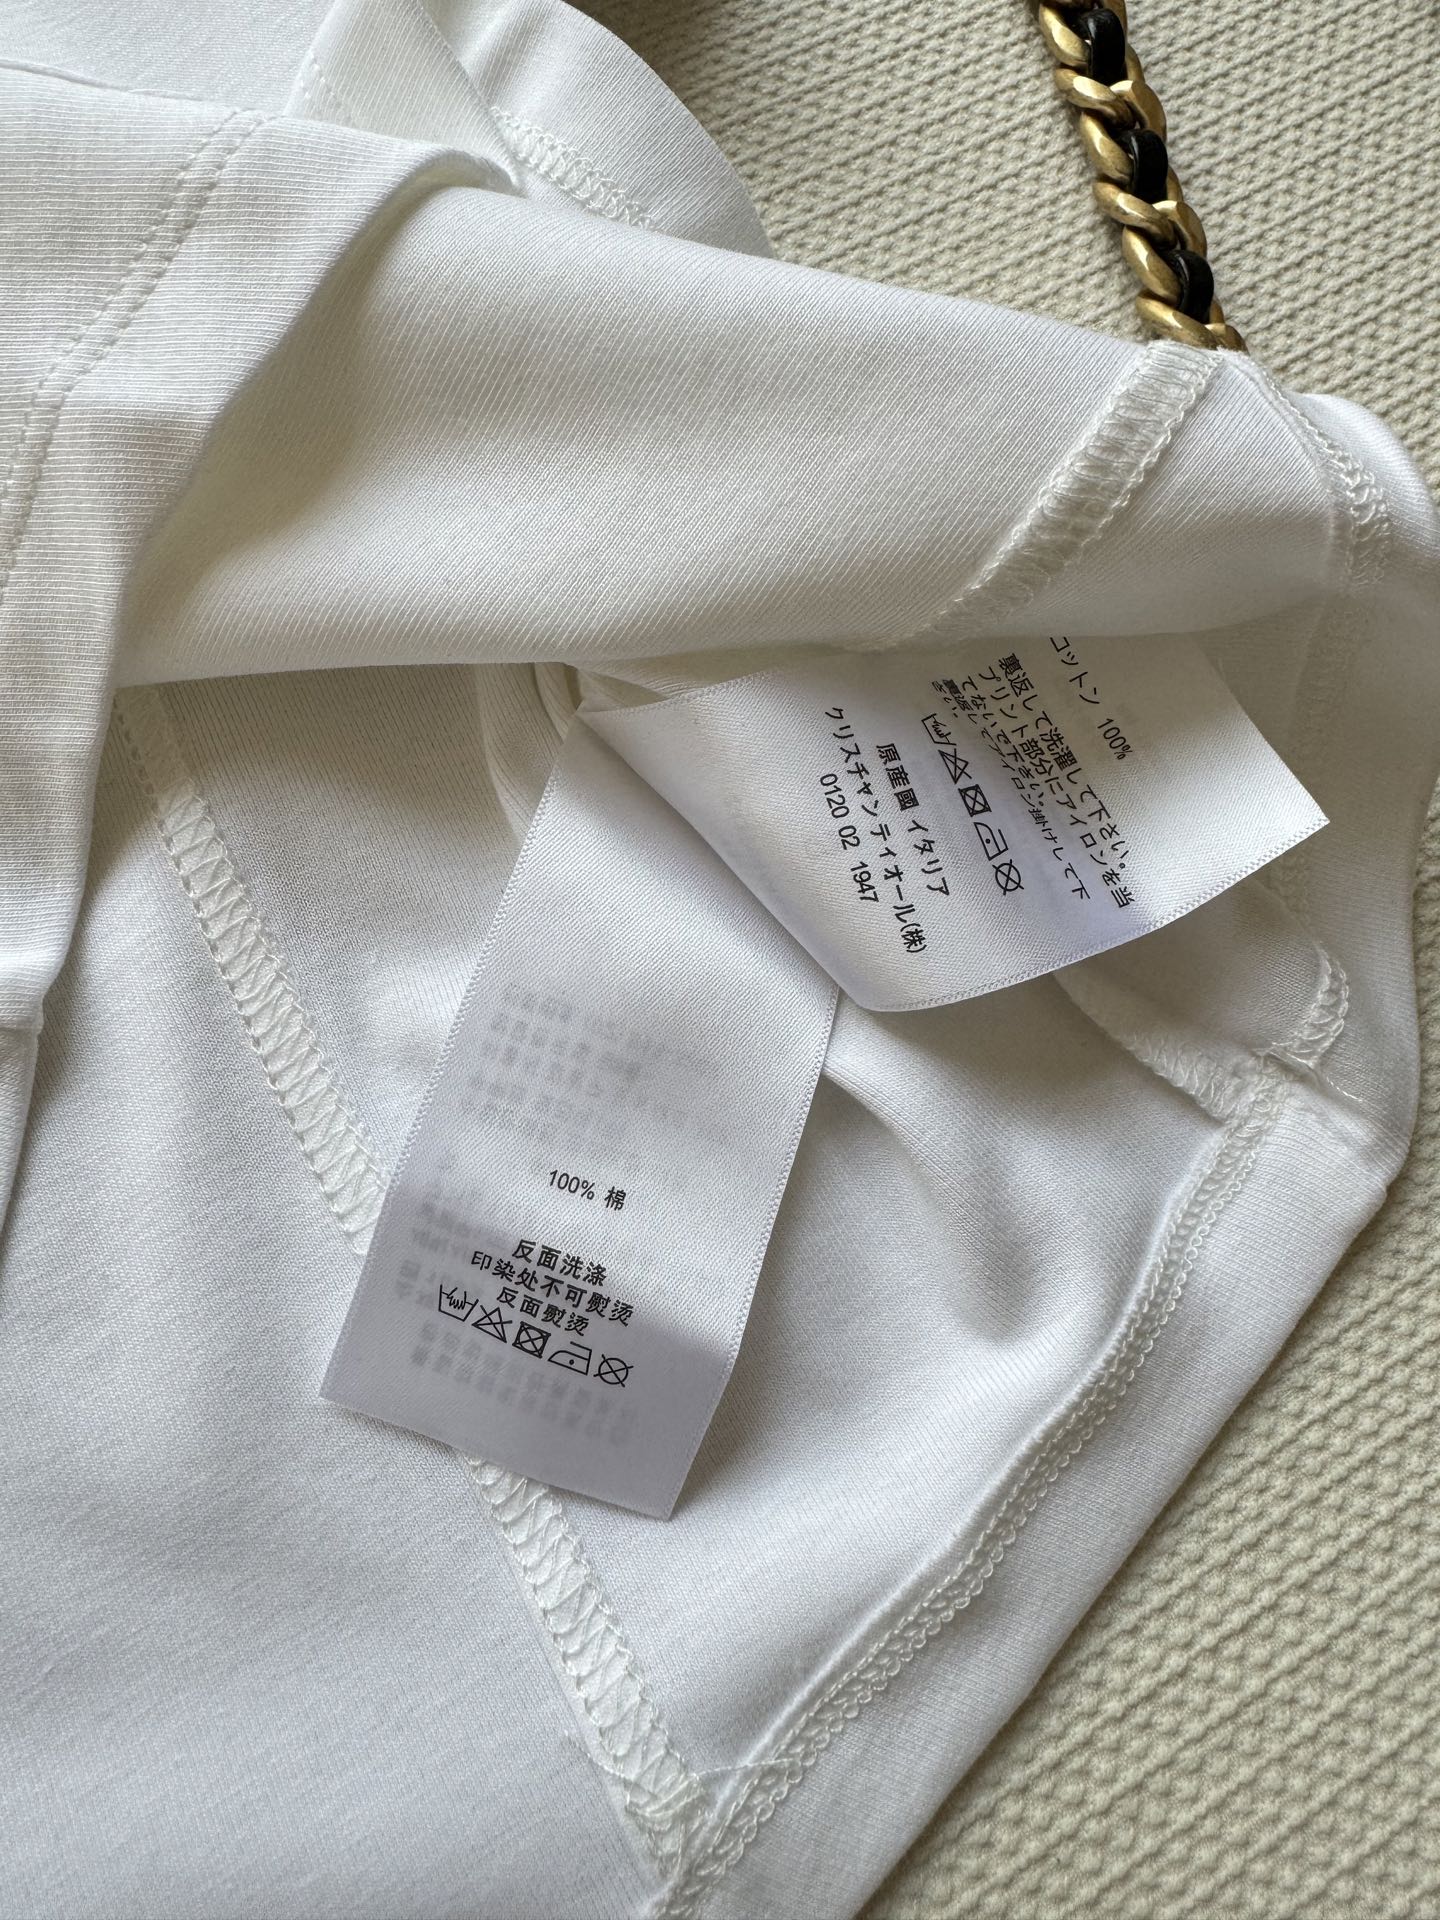 コットン 100%
裏返して洗濯して下さい。
プリント部分にアイロンを当
てないで下さい。
裏返してアイロン掛けして下
さい。
原産國 イタリア
クリスチャンディオール(株)
0120 02 1947
100% 棉
反面洗涤
印染处不可熨烫
反面熨烫